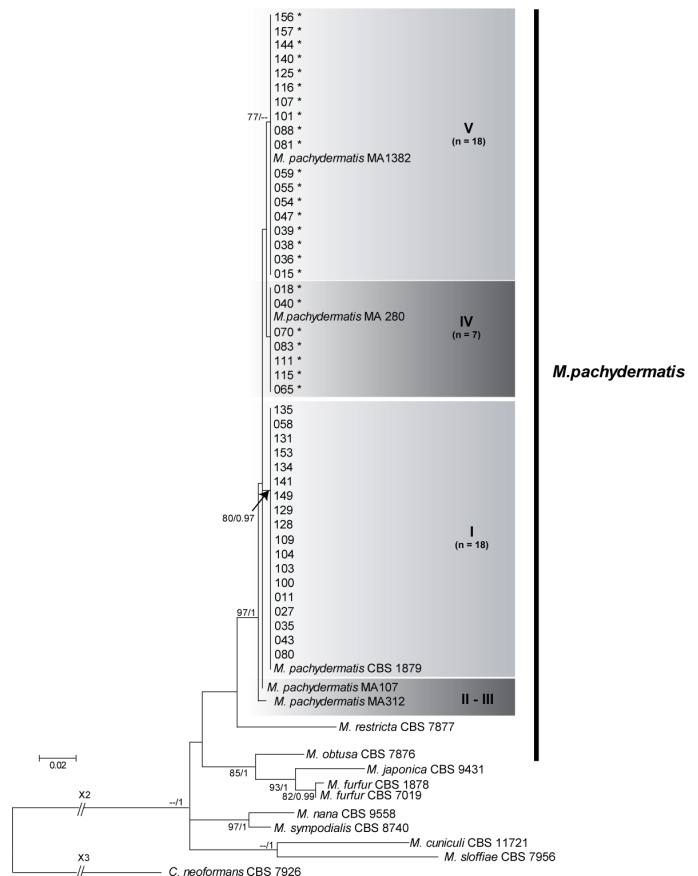 156 *
157 *
144 *
140 *
125 *
116 *
107 *
77/--
101 *
088 *
081 *
V
(n = 18)
M. pachydermatis MA1382
059 *
055 *
054 *
047 *
039 *
038 *
036 *
015 *
018 *
040 *
M.pachydermatis MA 280
IV
(n = 7)
070 *
083 *
111 *
115 *
065 *
M.pachydermatis
135
058
131
153
134
141
149
80/0.97
129
128
109
104
103
100
011
027
035
043
080
I
(n = 18)
97/1
M. pachydermatis CBS 1879
M. pachydermatis MA107
M. pachydermatis MA312
II - III
M. restricta CBS 7877
0.02
M. obtusa CBS 7876
85/1
M. japonica CBS 9431
93/1
M. furfur CBS 1878
82/0.99
M. furfur CBS 7019
X2
--/1
M. nana CBS 9558
97/1
M. sympodialis CBS 8740
M. cuniculi CBS 11721
--/1
M. sloffiae CBS 7956
X3
C. neoformans CBS 7926